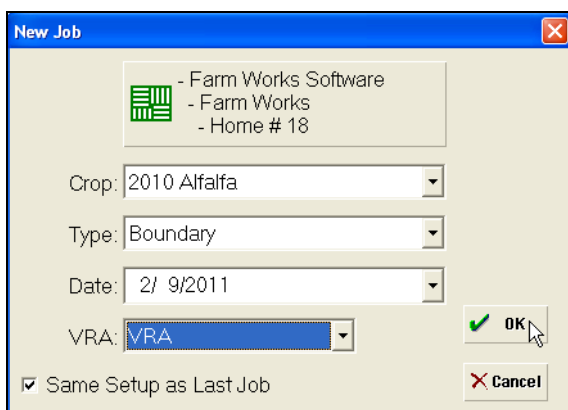 New Job
- Farm Works Software
- Farm Works
- Home # 18
Crop: 2010 Alfalfa
Type: Boundary
Date: 2/ 9/2011
VRA: VRA
OK
Same Setup as Last Job
Cancel